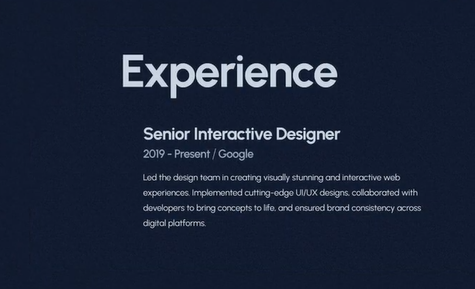 Experience
Senior Interactive Designer
2019 - Present / Google
Led the design team in creating visually stunning and interactive web
experiences. Implemented cutting-edge UI/UX designs, collaborated with
developers to bring concepts to life, and ensured brand consistency across
digital platforms.